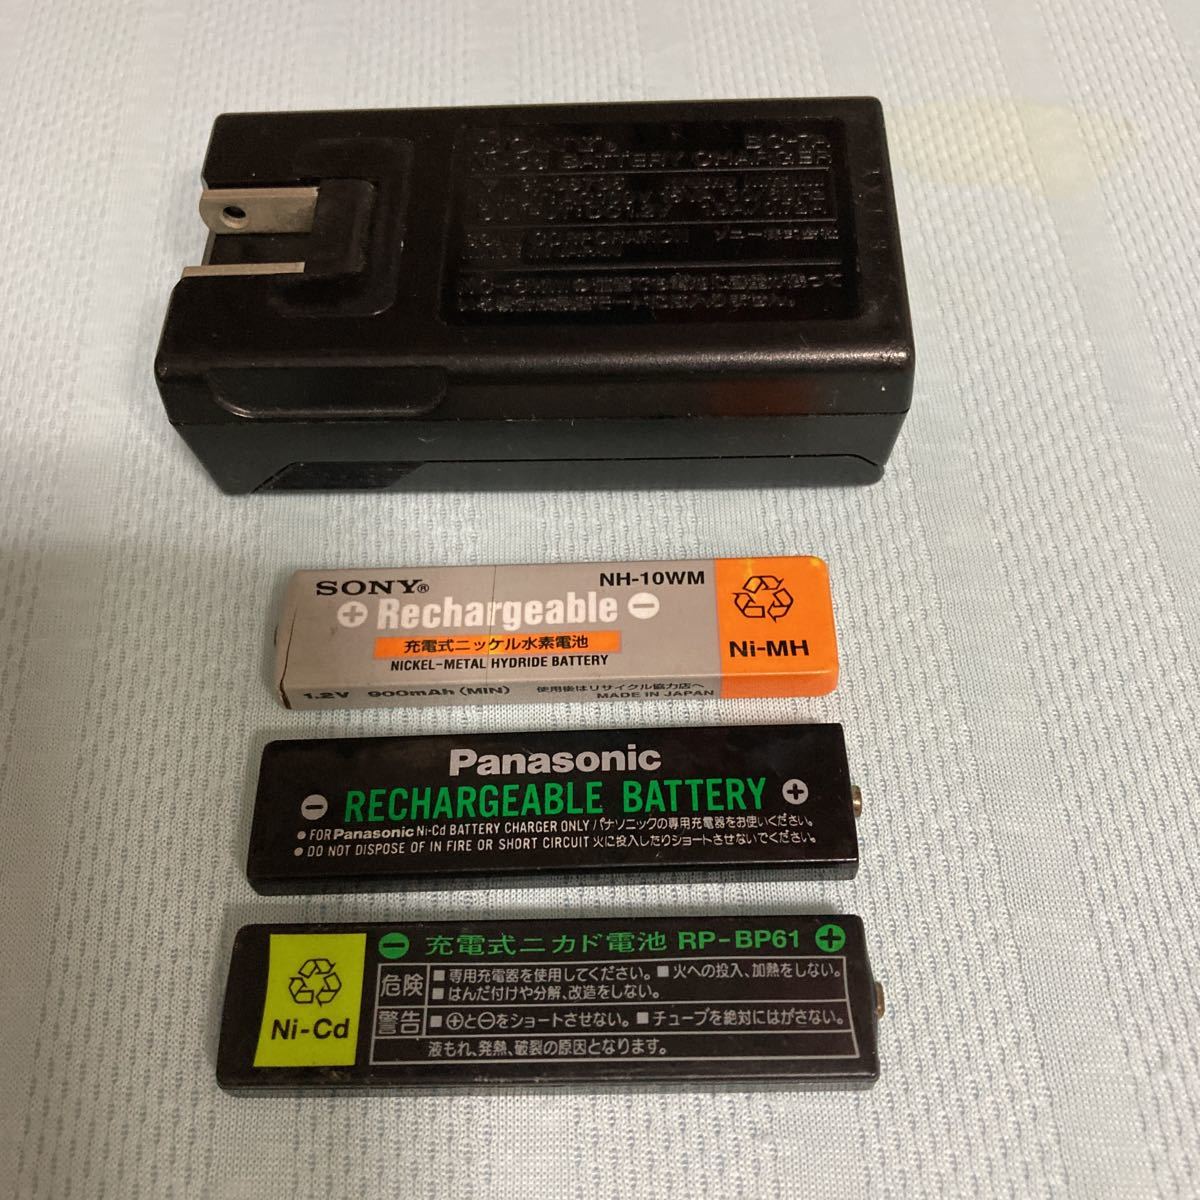 BATTERY CHARGER
ソニー株式会社
SONY®
NH-10WM
Rechargeable
充電式ニッケル水素電池
NICKEL-METAL HYDRIDE BATTERY
Ni-MH
1.2V 900mAh (MIN) 使用後はリサイクル協力店へ
MADE IN JAPAN
Panasonic
RECHARGEABLE BATTERY
● FOR Panasonic Ni-Cd BATTERY CHARGER ONLY/パナソニックの専用充電器をお使いください。
● DO NOT DISPOSE OF IN FIRE OR SHORT CIRCUIT 火に投入したりショートさせないでください。
充電式ニカド電池 RP-BP61
Ni-Cd
危険
■専用充電器を使用してください。■火への投入、加熱をしない。
■はんだ付けや分解、改造をしない。
警告
■⊕と⊖をショートさせない。■チューブを絶対にはがさない。
液もれ、発熱、破裂の原因となります。